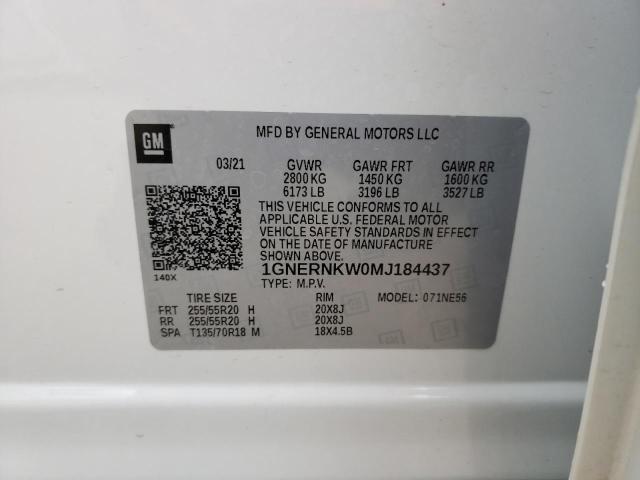 GM
MFD BY GENERAL MOTORS LLC
03/21 GVWR GAWR FRT GAWR RR
2800 KG 1450 KG 1600 KG
6173 LB 3196 LB 3527 LB
THIS VEHICLE CONFORMS TO ALL
APPLICABLE U.S. FEDERAL MOTOR
VEHICLE SAFETY STANDARDS IN EFFECT
ON THE DATE OF MANUFACTURE
SHOWN ABOVE.
1GNERNKW0MJ184437
140X
TYPE: M.P.V.
TIRE SIZE RIM MODEL: 071NE56
FRT 255/55R20 H 20X8J
RR 255/55R20 H 20X8J
SPA T135/70R18 M 18X4.5B